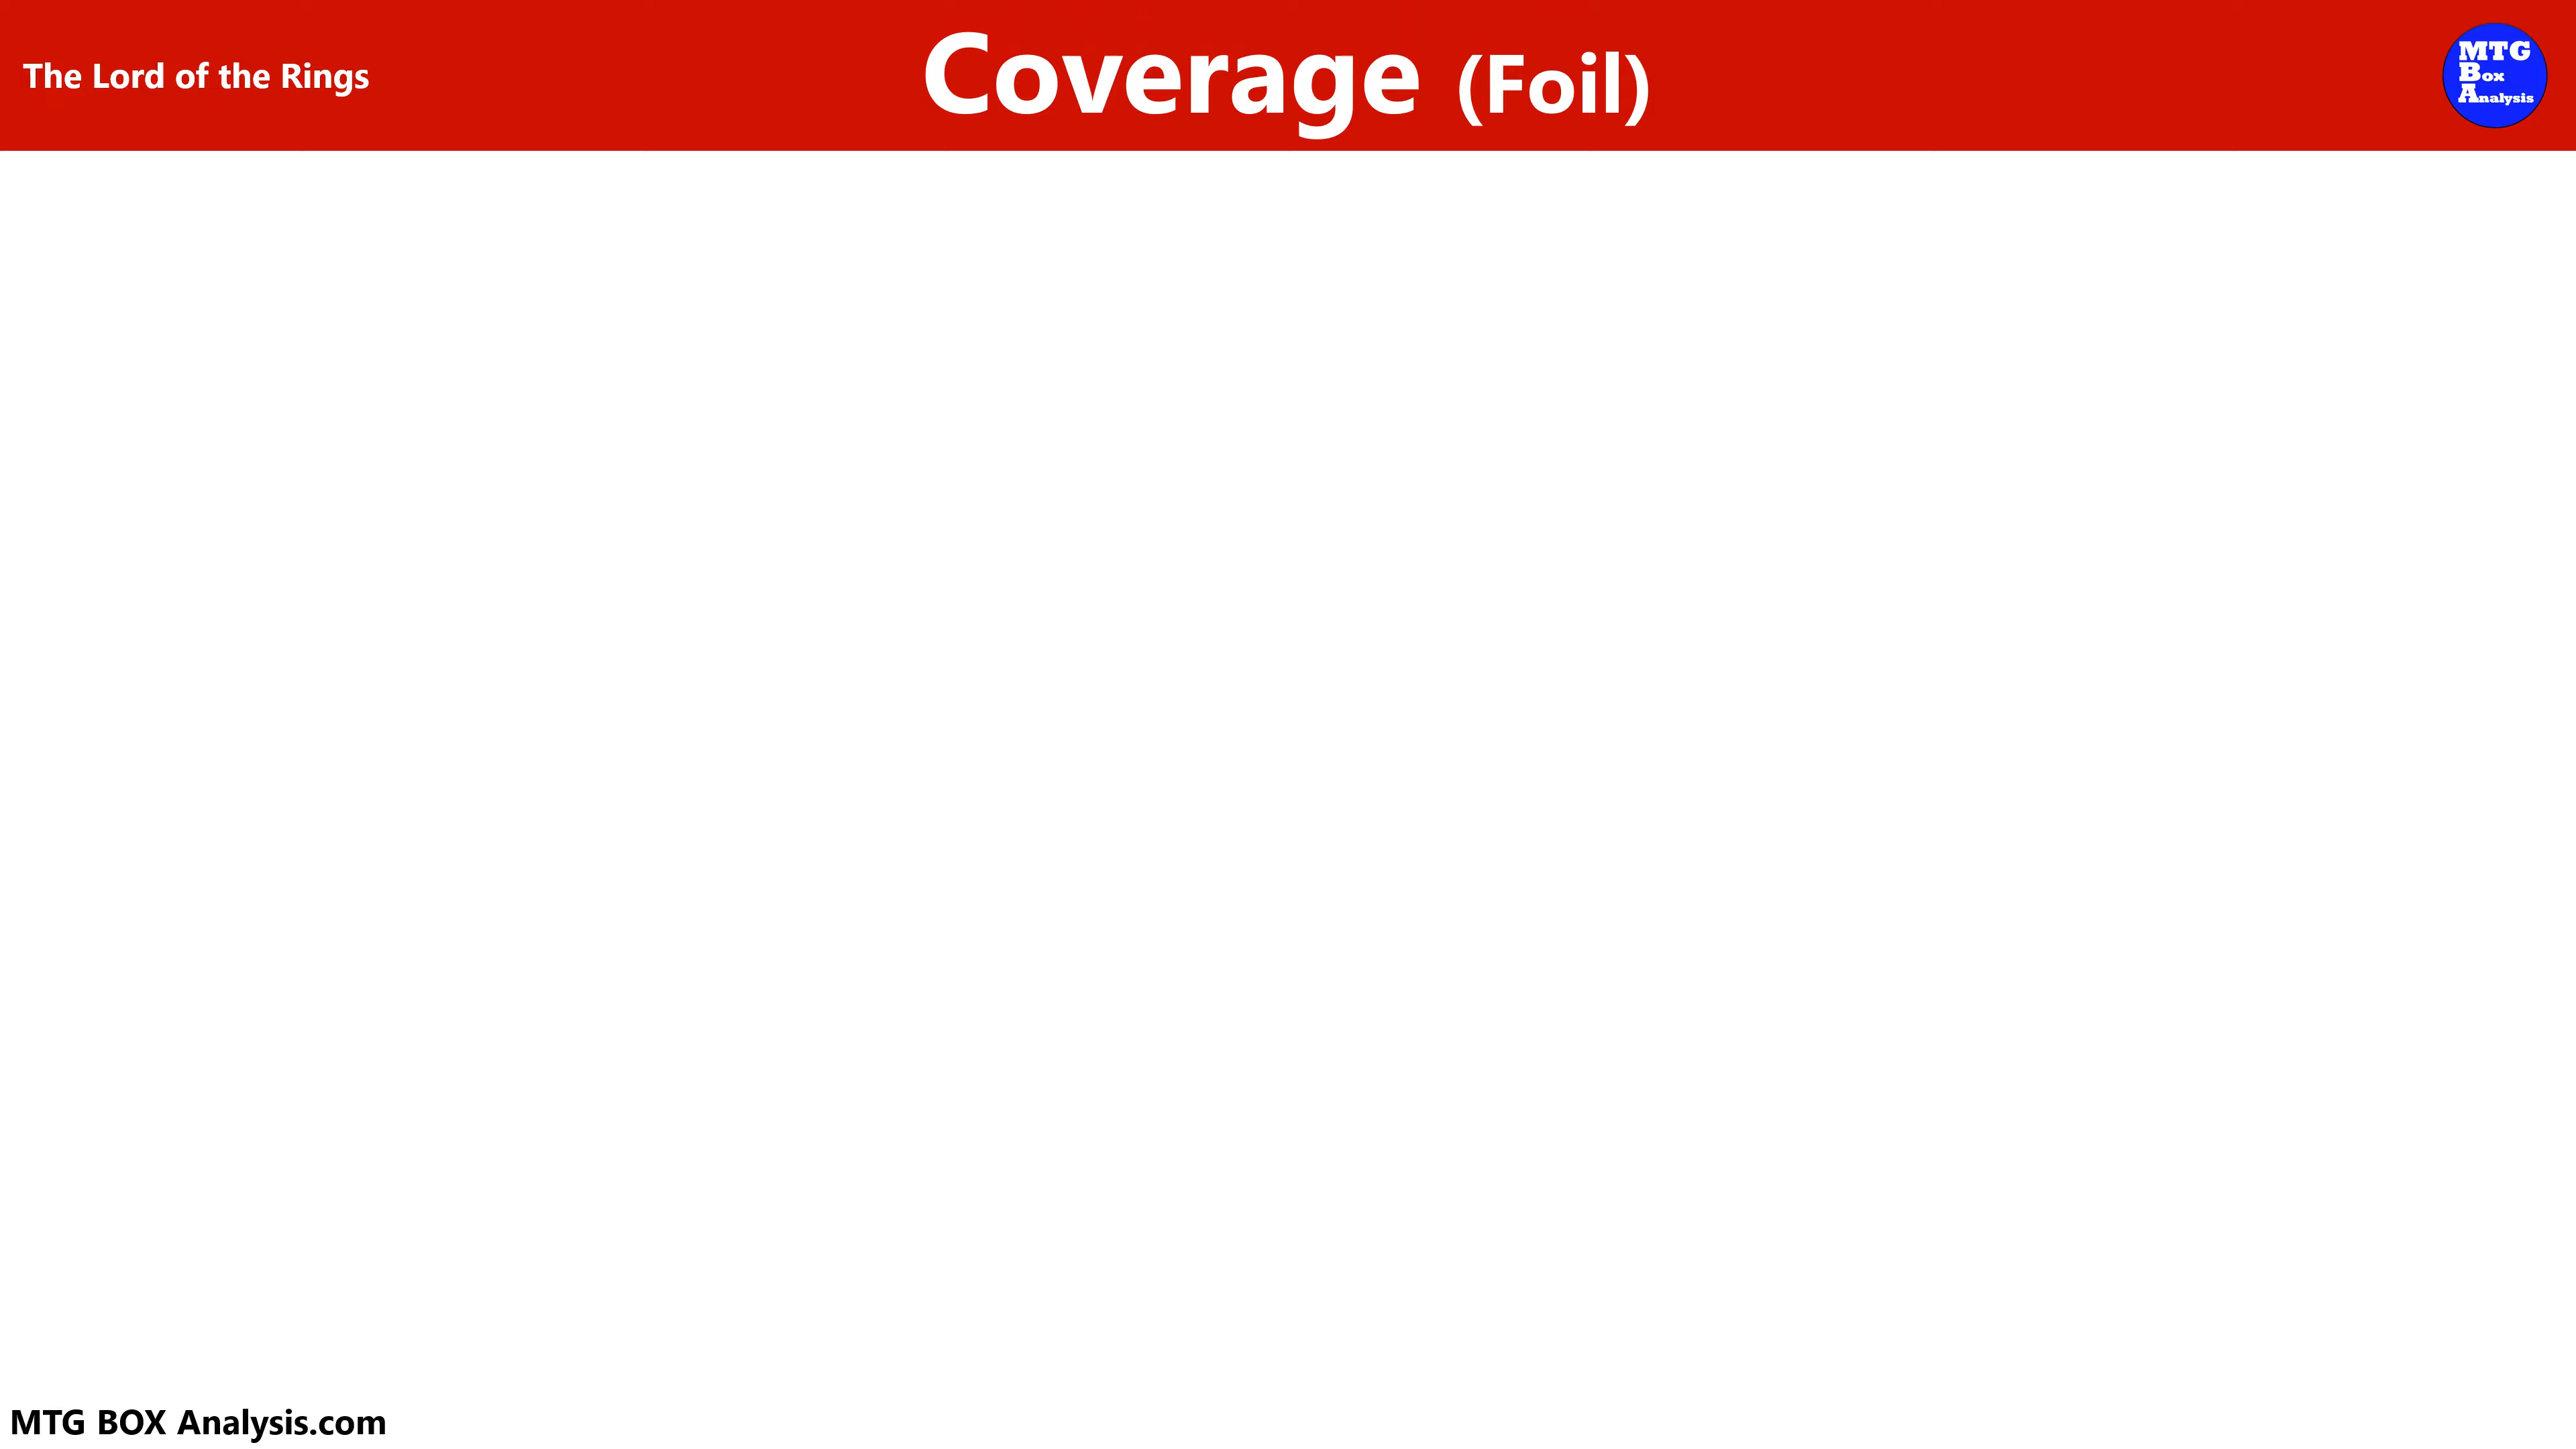 The Lord of the Rings
Coverage (Foil)
MTG
Box
Analysis
MTG BOX Analysis.com